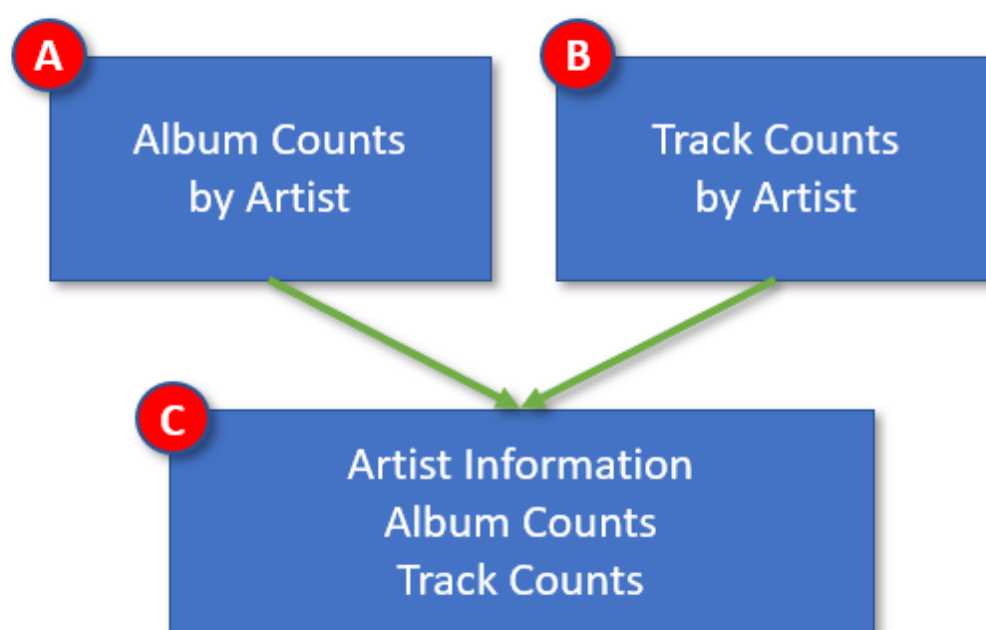 A
Album Counts
by Artist
B
Track Counts
by Artist
C
Artist Information
Album Counts
Track Counts